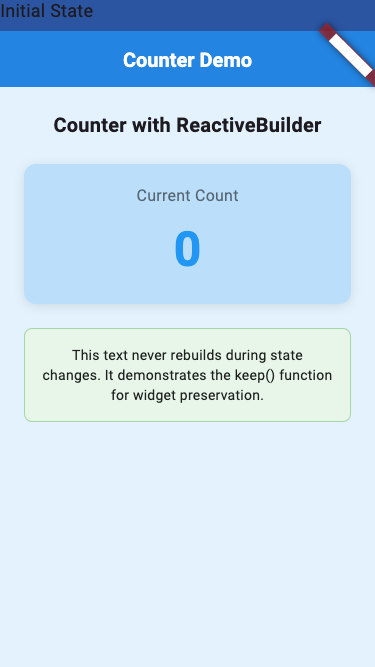 Initial State
Counter Demo
Counter with ReactiveBuilder
Current Count
0
This text never rebuilds during state
changes. It demonstrates the keep() function
for widget preservation.